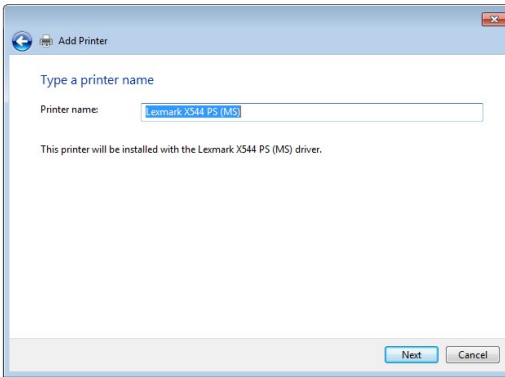 Add Printer
Type a printer name
Printer name: Lexmark X544 PS (MS)
This printer will be installed with the Lexmark X544 PS (MS) driver.
Next Cancel